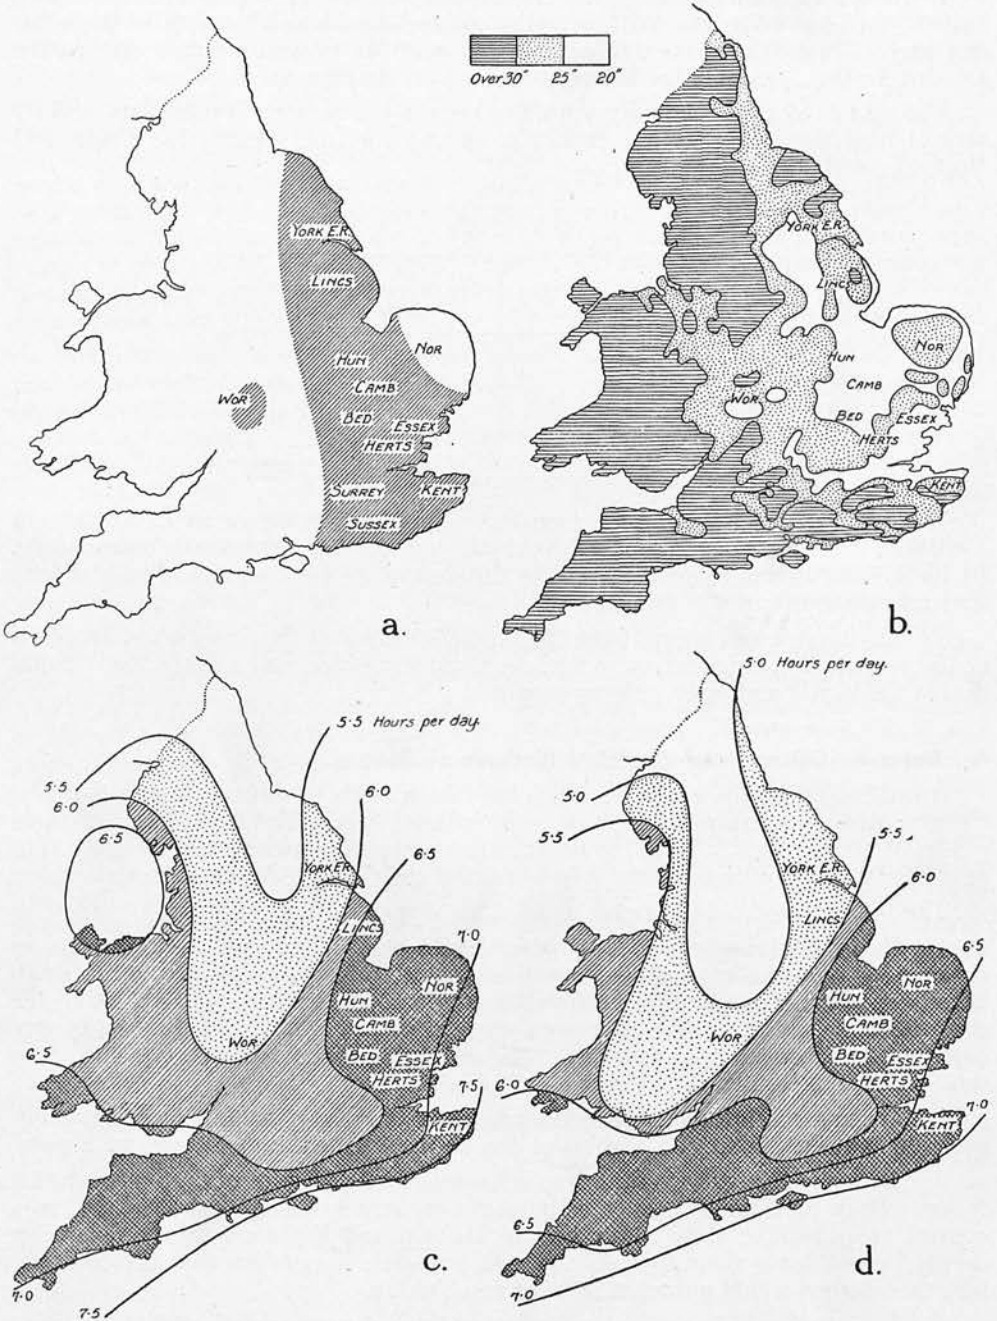 Over 30" 25 20"
YORK E.R.
LINCS
NOR
HUN
CAMB
WOR
BED
ESSEX
HERTS
SURREY
KENT
SUSSEX
a.
YORK E.R.
LINCS
NOR
HUN
CAMB
WOR.
BED
ESSEX
HERTS
KENT
b.
5·5 Hours per day.
5·5
6·0
6·0
6·5
6·5
YORK E.R.
LINCS
7·0
NOR
HUN
CAMB
WOR
BED
ESSEX
6·5
HERTS
7·5
KENT
c.
7·0
7·5
5·0 Hours per day.
5·0
5·5
5·5
6·0
YORK E.R.
LINCS
6·5
NOR
HUN
CAMB
WOR
BED
ESSEX
HERTS
6·0
7·0
KENT
6·5
d.
7·0